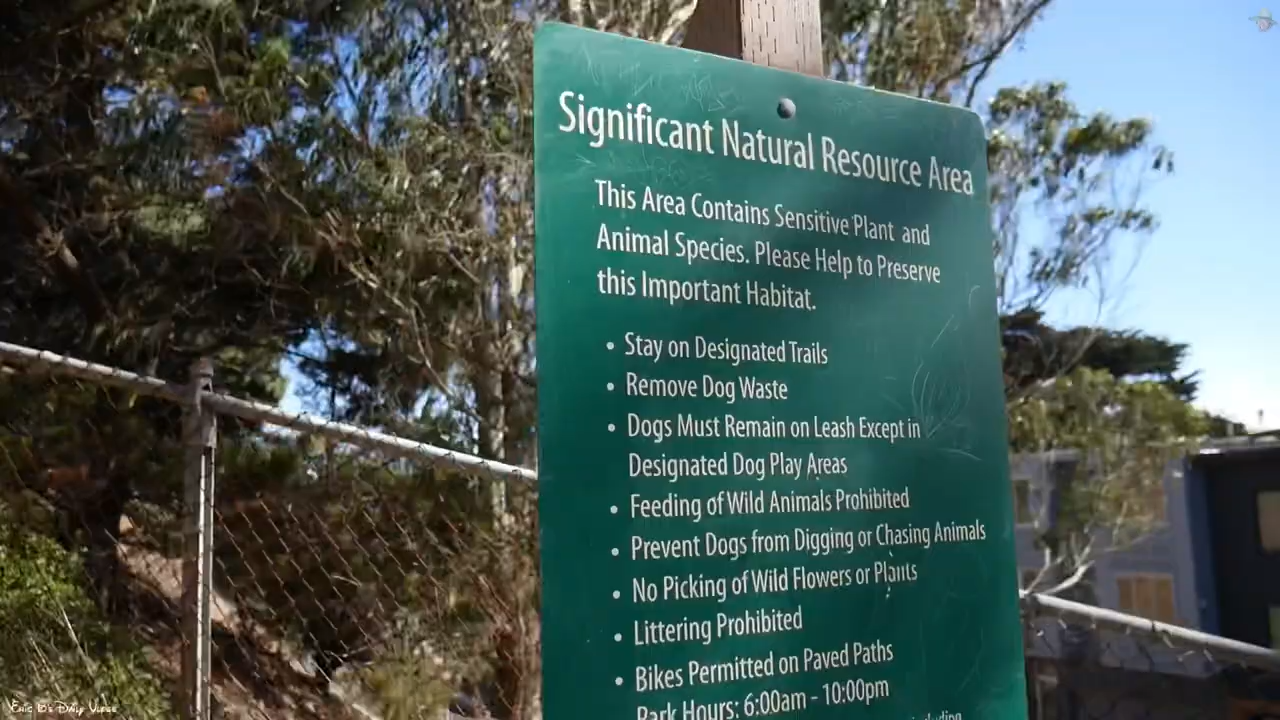 Significant Natural Resource Area
This Area Contains Sensitive Plant and
Animal Species. Please Help to Preserve
this Important Habitat.
• Stay on Designated Trails
• Remove Dog Waste
• Dogs Must Remain on Leash Except in
Designated Dog Play Areas
• Feeding of Wild Animals Prohibited
• Prevent Dogs from Digging or Chasing Animals
• No Picking of Wild Flowers or Plants
• Littering Prohibited
• Bikes Permitted on Paved Paths
Park Hours: 6:00am - 10:00pm
including
Eric D's Daily Views